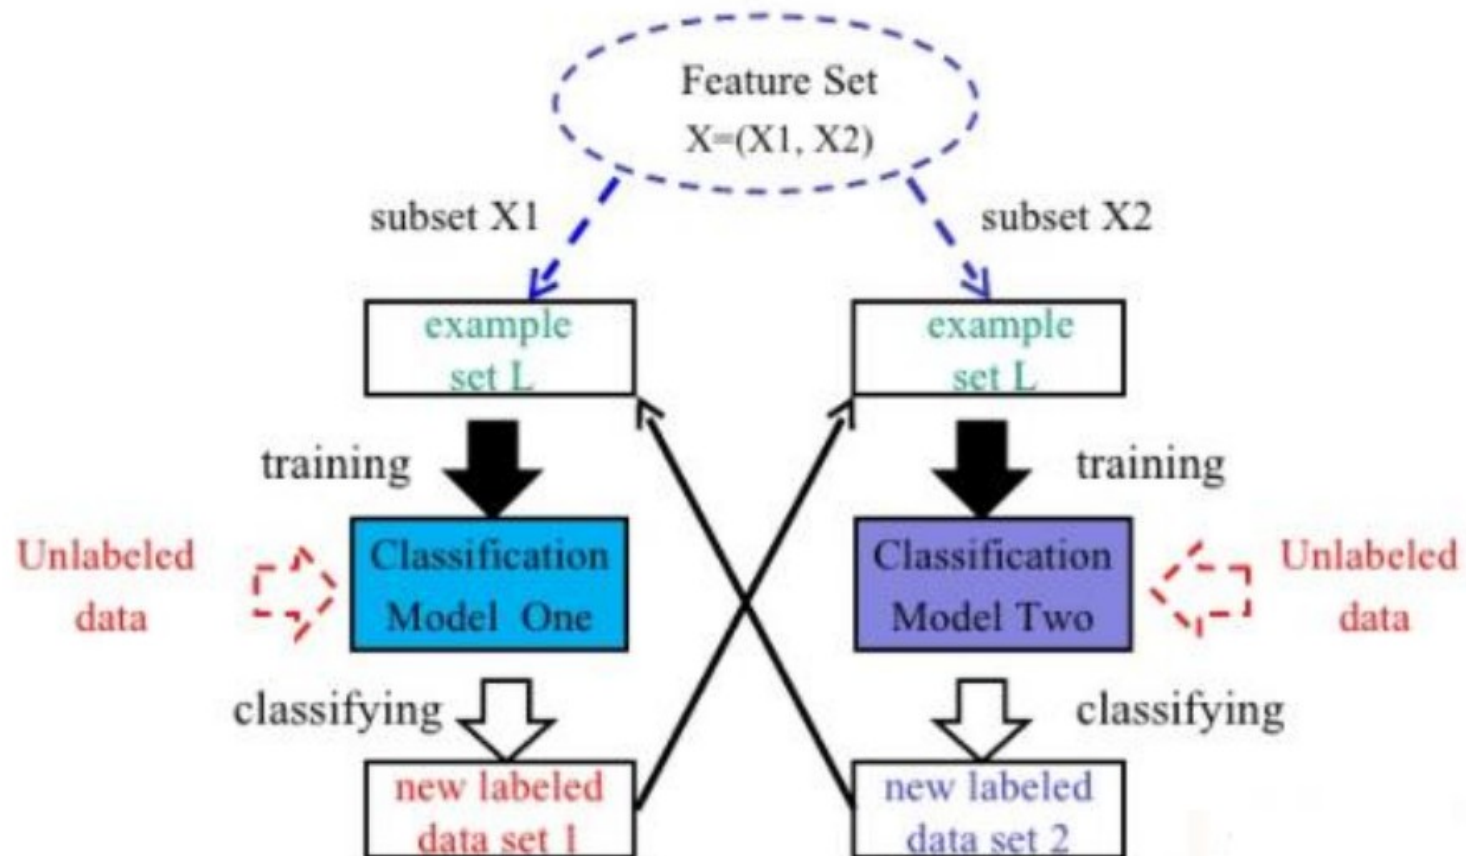 Feature Set
X=(X1, X2)
subset X1
subset X2
example
set L
example
set L
training
training
Unlabeled
data
Classification
Model One
Classification
Model Two
Unlabeled
data
classifying
classifying
new labeled
data set 1
new labeled
data set 2